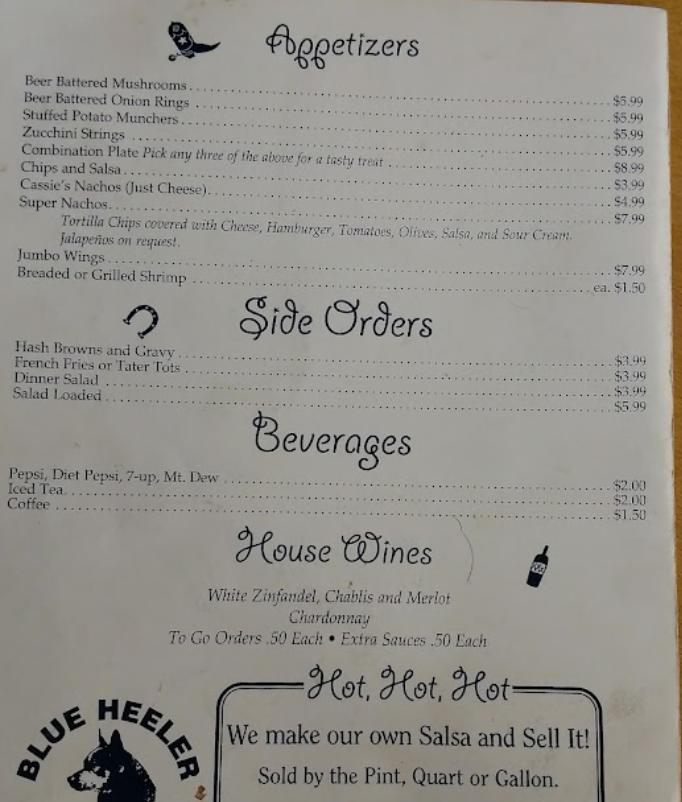 Appetizers
Beer Battered Mushrooms $5.99
Beer Battered Onion Rings $5.99
Stuffed Potato Munchers $5.99
Zucchini Strings $5.99
Combination Plate Pick any three of the above for a tasty treat $8.99
Chips and Salsa $3.99
Cassie's Nachos (Just Cheese) $4.99
Super Nachos $7.99
Tortilla Chips covered with Cheese, Hamburger, Tomatoes, Olives, Salsa, and Sour Cream.
Jalapeños on request.
Jumbo Wings $7.99
Breaded or Grilled Shrimp ea. $1.50
Side Orders
Hash Browns and Gravy $3.99
French Fries or Tater Tots $3.99
Dinner Salad $3.99
Salad Loaded $5.99
Beverages
Pepsi, Diet Pepsi, 7-up, Mt. Dew $2.00
Iced Tea $2.00
Coffee $1.50
House Wines
White Zinfandel, Chablis and Merlot
Chardonnay
To Go Orders .50 Each • Extra Sauces .50 Each
BLUE HEELER
Hot, Hot, Hot
We make our own Salsa and Sell It!
Sold by the Pint, Quart or Gallon.